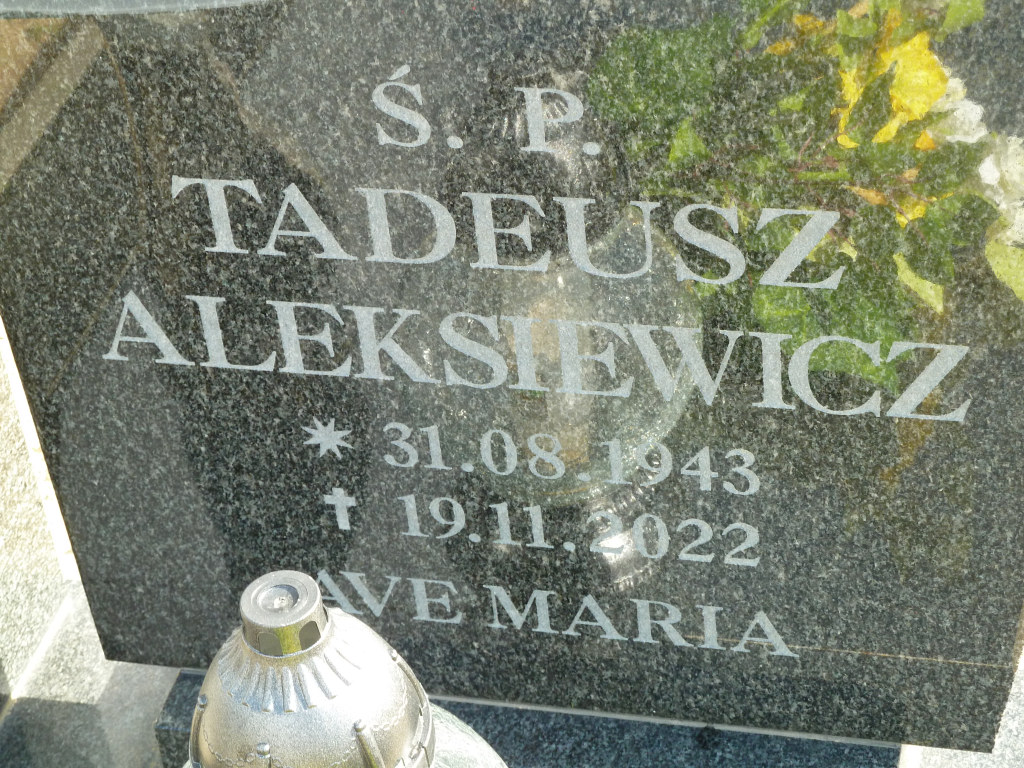 Ś. P.
TADEUSZ
ALEKSIEWICZ
* 31.08.1943
✝ 19.11.2022
AVE MARIA